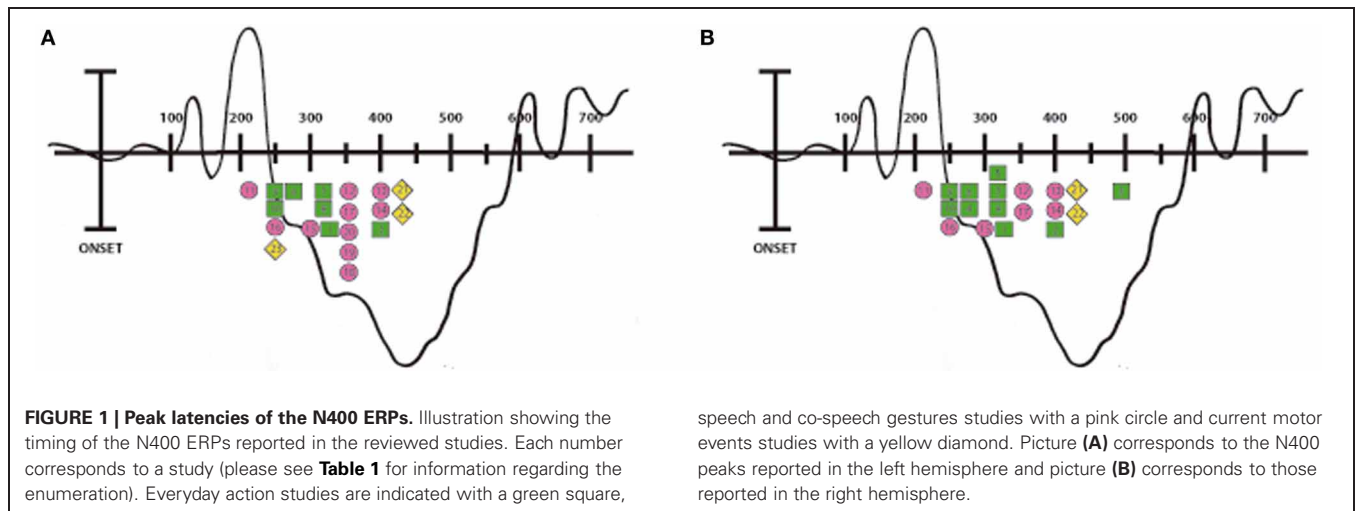 A
B
100 200 300 400 500 600 700
100 200 300 400 500 600 700
ONSET
ONSET
FIGURE 1 | Peak latencies of the N400 ERPs. Illustration showing the
timing of the N400 ERPs reported in the reviewed studies. Each number
corresponds to a study (please see Table 1 for information regarding the
enumeration). Everyday action studies are indicated with a green square,
speech and co-speech gestures studies with a pink circle and current motor
events studies with a yellow diamond. Picture (A) corresponds to the N400
peaks reported in the left hemisphere and picture (B) corresponds to those
reported in the right hemisphere.